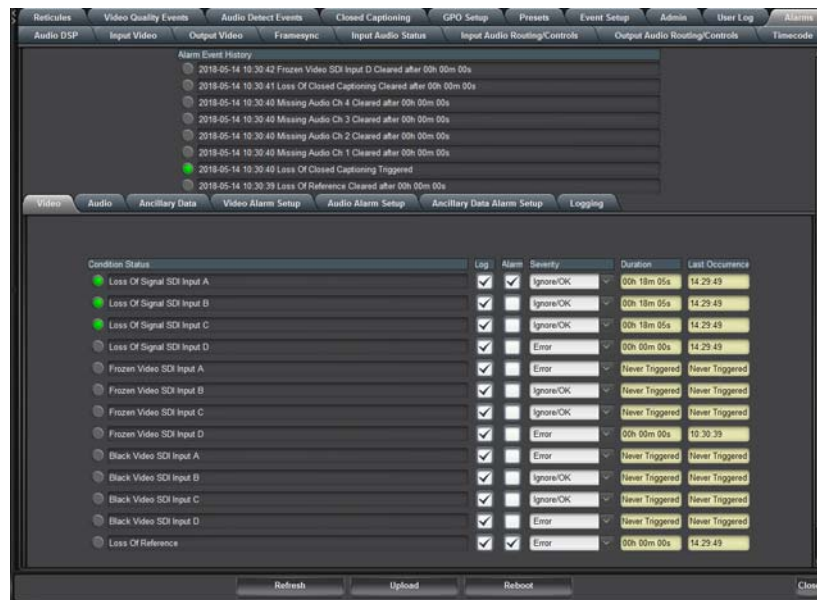 Reticules Video Quality Events Audio Detect Events Closed Captioning GPO Setup Presets Event Setup Admin User Log Alarms
Audio DSP Input Video Output Video Framesync Input Audio Status Input Audio Routing/Controls Output Audio Routing/Controls Timecode
Alarm Event History
2018-05-14 10:30:42 Frozen Video SDI Input D Cleared after 00h 00m 00s
2018-05-14 10:30:41 Loss Of Closed Captioning Cleared after 00h 00m 00s
2018-05-14 10:30:40 Missing Audio Ch 4 Cleared after 00h 00m 00s
2018-05-14 10:30:40 Missing Audio Ch 3 Cleared after 00h 00m 00s
2018-05-14 10:30:40 Missing Audio Ch 2 Cleared after 00h 00m 00s
2018-05-14 10:30:40 Missing Audio Ch 1 Cleared after 00h 00m 00s
2018-05-14 10:30:40 Loss Of Closed Captioning Triggered
2018-05-14 10:30:39 Loss Of Reference Cleared after 00h 00m 00s
Video Audio Ancillary Data Video Alarm Setup Audio Alarm Setup Ancillary Data Alarm Setup Logging
Condition Status Log Alarm Severity Duration Last Occurrence
Loss Of Signal SDI Input A Ignore/OK 00h 18m 05s 14:29:49
Loss Of Signal SDI Input B Ignore/OK 00h 18m 05s 14:29:49
Loss Of Signal SDI Input C Ignore/OK 00h 18m 05s 14:29:49
Loss Of Signal SDI Input D Error 00h 00m 00s 14:29:49
Frozen Video SDI Input A Error Never Triggered Never Triggered
Frozen Video SDI Input B Ignore/OK Never Triggered Never Triggered
Frozen Video SDI Input C Ignore/OK Never Triggered Never Triggered
Frozen Video SDI Input D Error 00h 00m 00s 10:30:39
Black Video SDI Input A Error Never Triggered Never Triggered
Black Video SDI Input B Ignore/OK Never Triggered Never Triggered
Black Video SDI Input C Ignore/OK Never Triggered Never Triggered
Black Video SDI Input D Error Never Triggered Never Triggered
Loss Of Reference Error 00h 00m 00s 14:29:49
Refresh Upload Reboot Clos